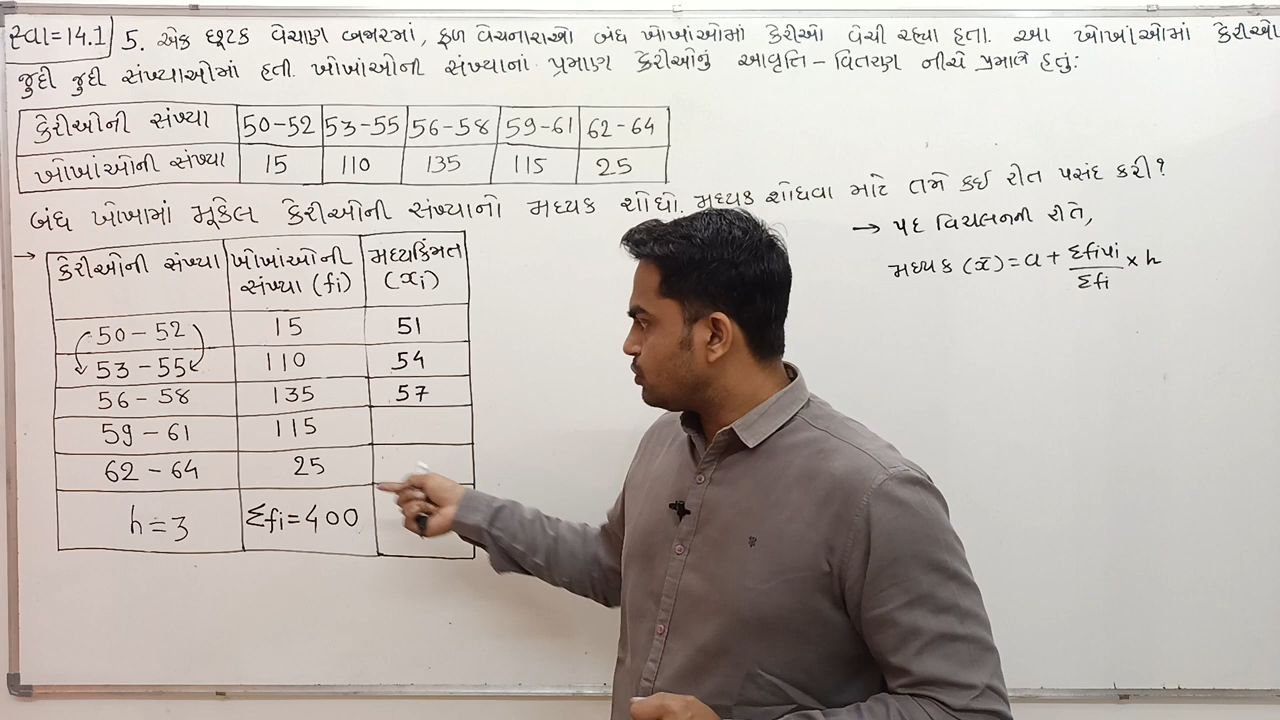 સ્વા=14.1 5. એક છૂટક વેચાણ બજારમાં, ફળ વેચનારાઓ બંધ ખોખાંઓમાં કેરીઓ વેચી રહ્યા હતા. આ ખોખાંઓમાં કેરીઓ
જુદી જુદી સંખ્યાઓમાં હતી. ખોખાંઓની સંખ્યાનાં પ્રમાણે કેરીઓનું આવૃતિ-વિતરણ નીચે પ્રમાણે હતું:
કેરીઓની સંખ્યા 50-52 53-55 56-58 59-61 62-64
ખોખાંઓની સંખ્યા 15 110 135 115 25
બંધ ખોખામાં મૂકેલ કેરીઓની સંખ્યાનો મધ્યક શોધો. મધ્યક શોધવા માટે તમે કઈ રીત પસંદ કરી?
→ પદ વિચલનની રીતે,
મધ્યક (x̄) = a + Σfiui/Σfi × h
→ કેરીઓની સંખ્યા ખોખાંઓની સંખ્યા (fi) મધ્યકિંમત (xi)
50-52 15 51
53-55 110 54
56-58 135 57
59-61 115
62-64 25
h=3 Σfi=400